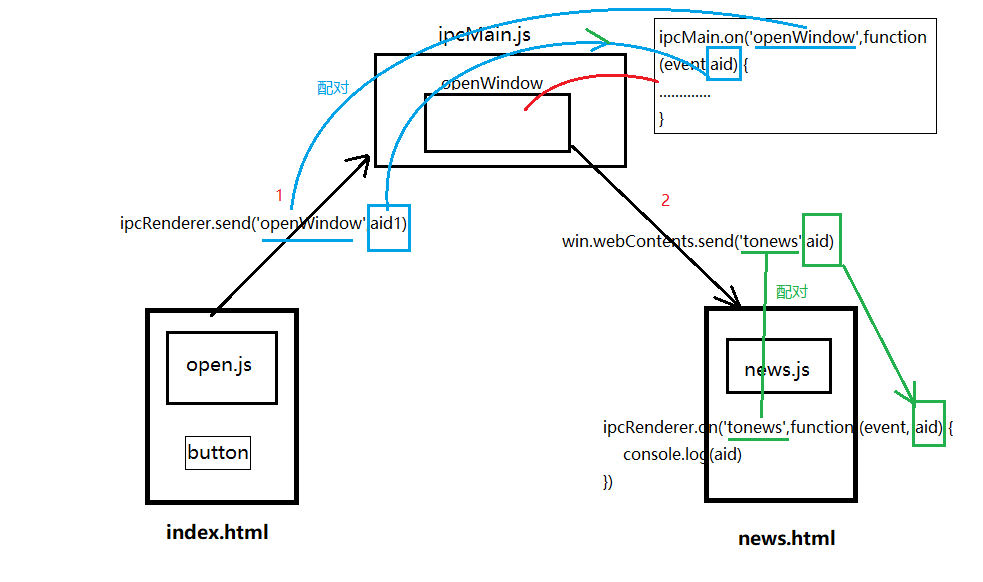 ipcMain.js
ipcMain.on('openWindow',function
(event,aid) {
.............
}
配对
openWindow
1
2
ipcRenderer.send('openWindow',aid1)
win.webContents.send('tonews',aid)
配对
open.js
news.js
button
ipcRenderer.on('tonews',function (event, aid) {
console.log(aid)
})
index.html
news.html